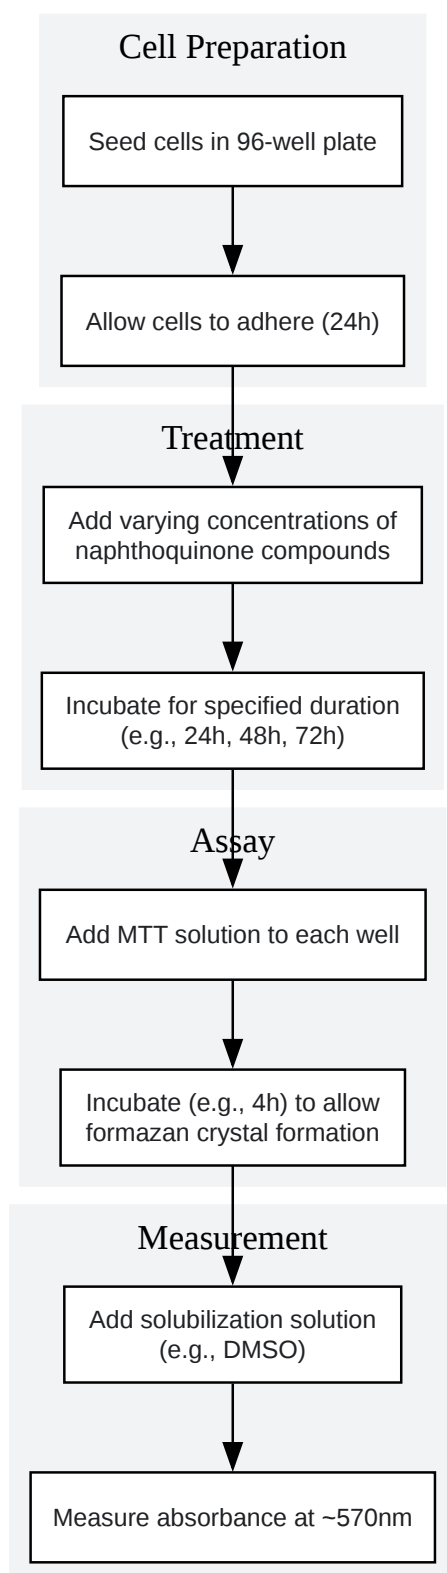 Cell Preparation
Seed cells in 96-well plate
Allow cells to adhere (24h)
Treatment
Add varying concentrations of
naphthoquinone compounds
Incubate for specified duration
(e.g., 24h, 48h, 72h)
Assay
Add MTT solution to each well
Incubate (e.g., 4h) to allow
formazan crystal formation
Measurement
Add solubilization solution
(e.g., DMSO)
Measure absorbance at ~570nm